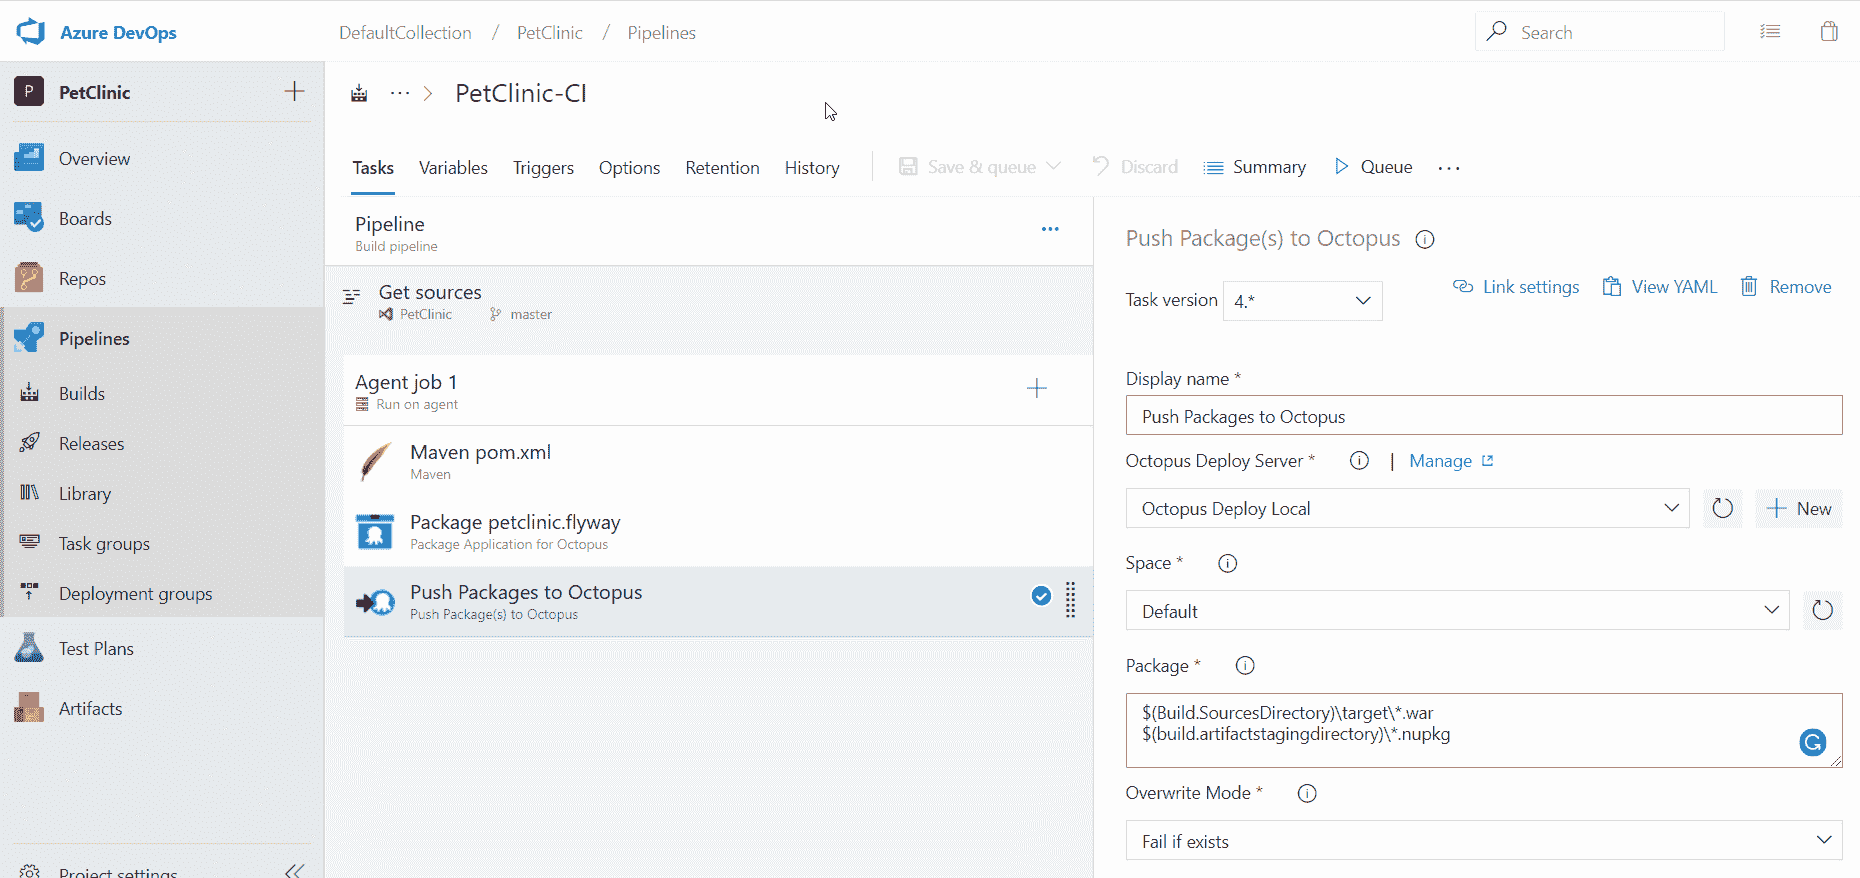 Azure DevOps
DefaultCollection / PetClinic / Pipelines
Search
P PetClinic
Overview
Boards
Repos
Pipelines
Builds
Releases
Library
Task groups
Deployment groups
Test Plans
Artifacts
Project settings
··· > PetClinic-CI
Tasks Variables Triggers Options Retention History Save & queue Discard Summary Queue ···
Pipeline
Build pipeline
Get sources
PetClinic master
Agent job 1
Run on agent
Maven pom.xml
Maven
Package petclinic.flyway
Package Application for Octopus
Push Packages to Octopus
Push Package(s) to Octopus
Push Package(s) to Octopus
Link settings View YAML Remove
Task version 4.*
Display name *
Push Packages to Octopus
Octopus Deploy Server * | Manage
Octopus Deploy Local
New
Space *
Default
Package *
$(Build.SourcesDirectory)\target\*.war
$(build.artifactstagingdirectory)\*.nupkg
Overwrite Mode *
Fail if exists